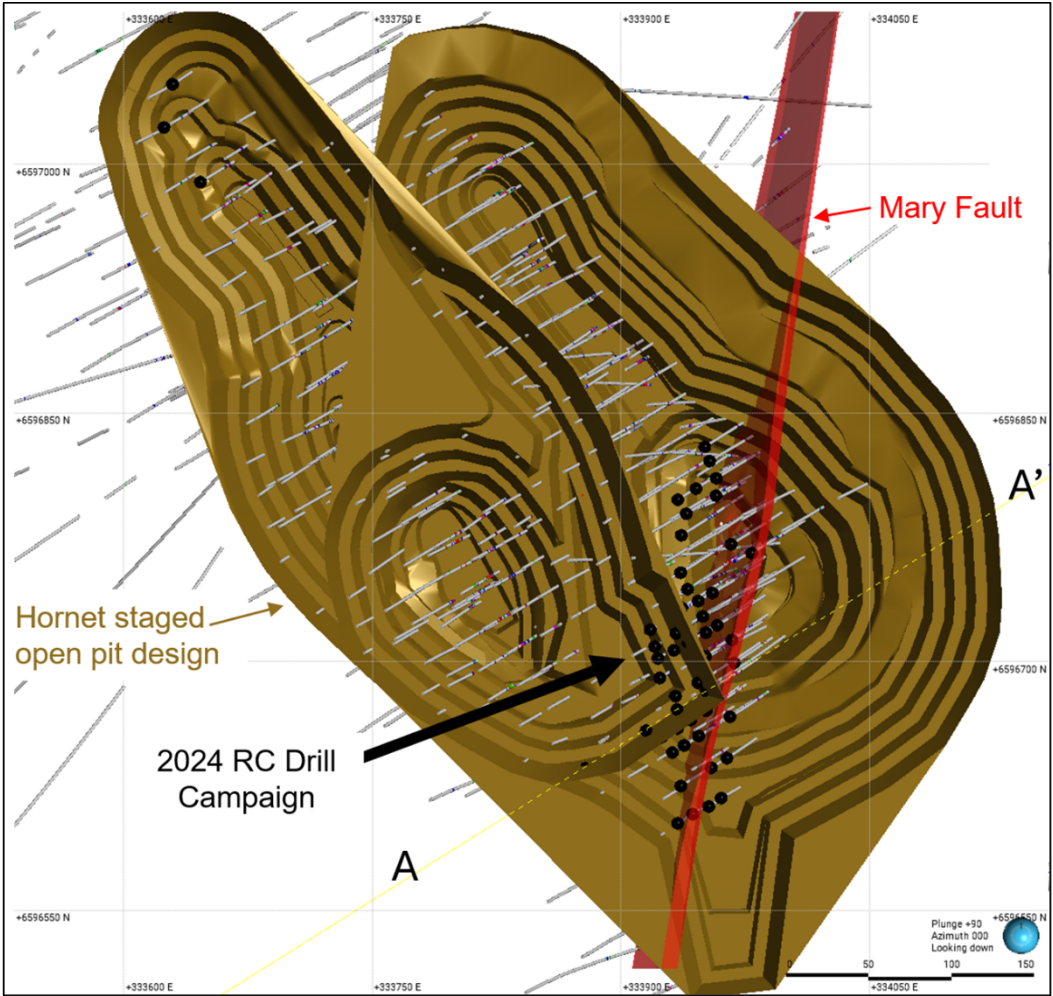 +333600 E
+333750 E
+333900 E
+334050 E
+6597000 N
Mary Fault
+6596850 N
+6596850 N
A'
Hornet staged
open pit design
+6596700 N
2024 RC Drill
Campaign
A
+6596550 N
+6596550 N
Plunge +90
Azimuth 000
Looking down
0
50
100
150
+333600 E
+333750 E
+333900 E
+334050 E